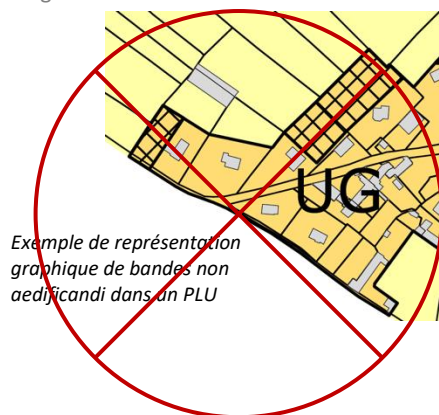 UG
Exemple de représentation
graphique de bandes non
aedificandi dans un PLU